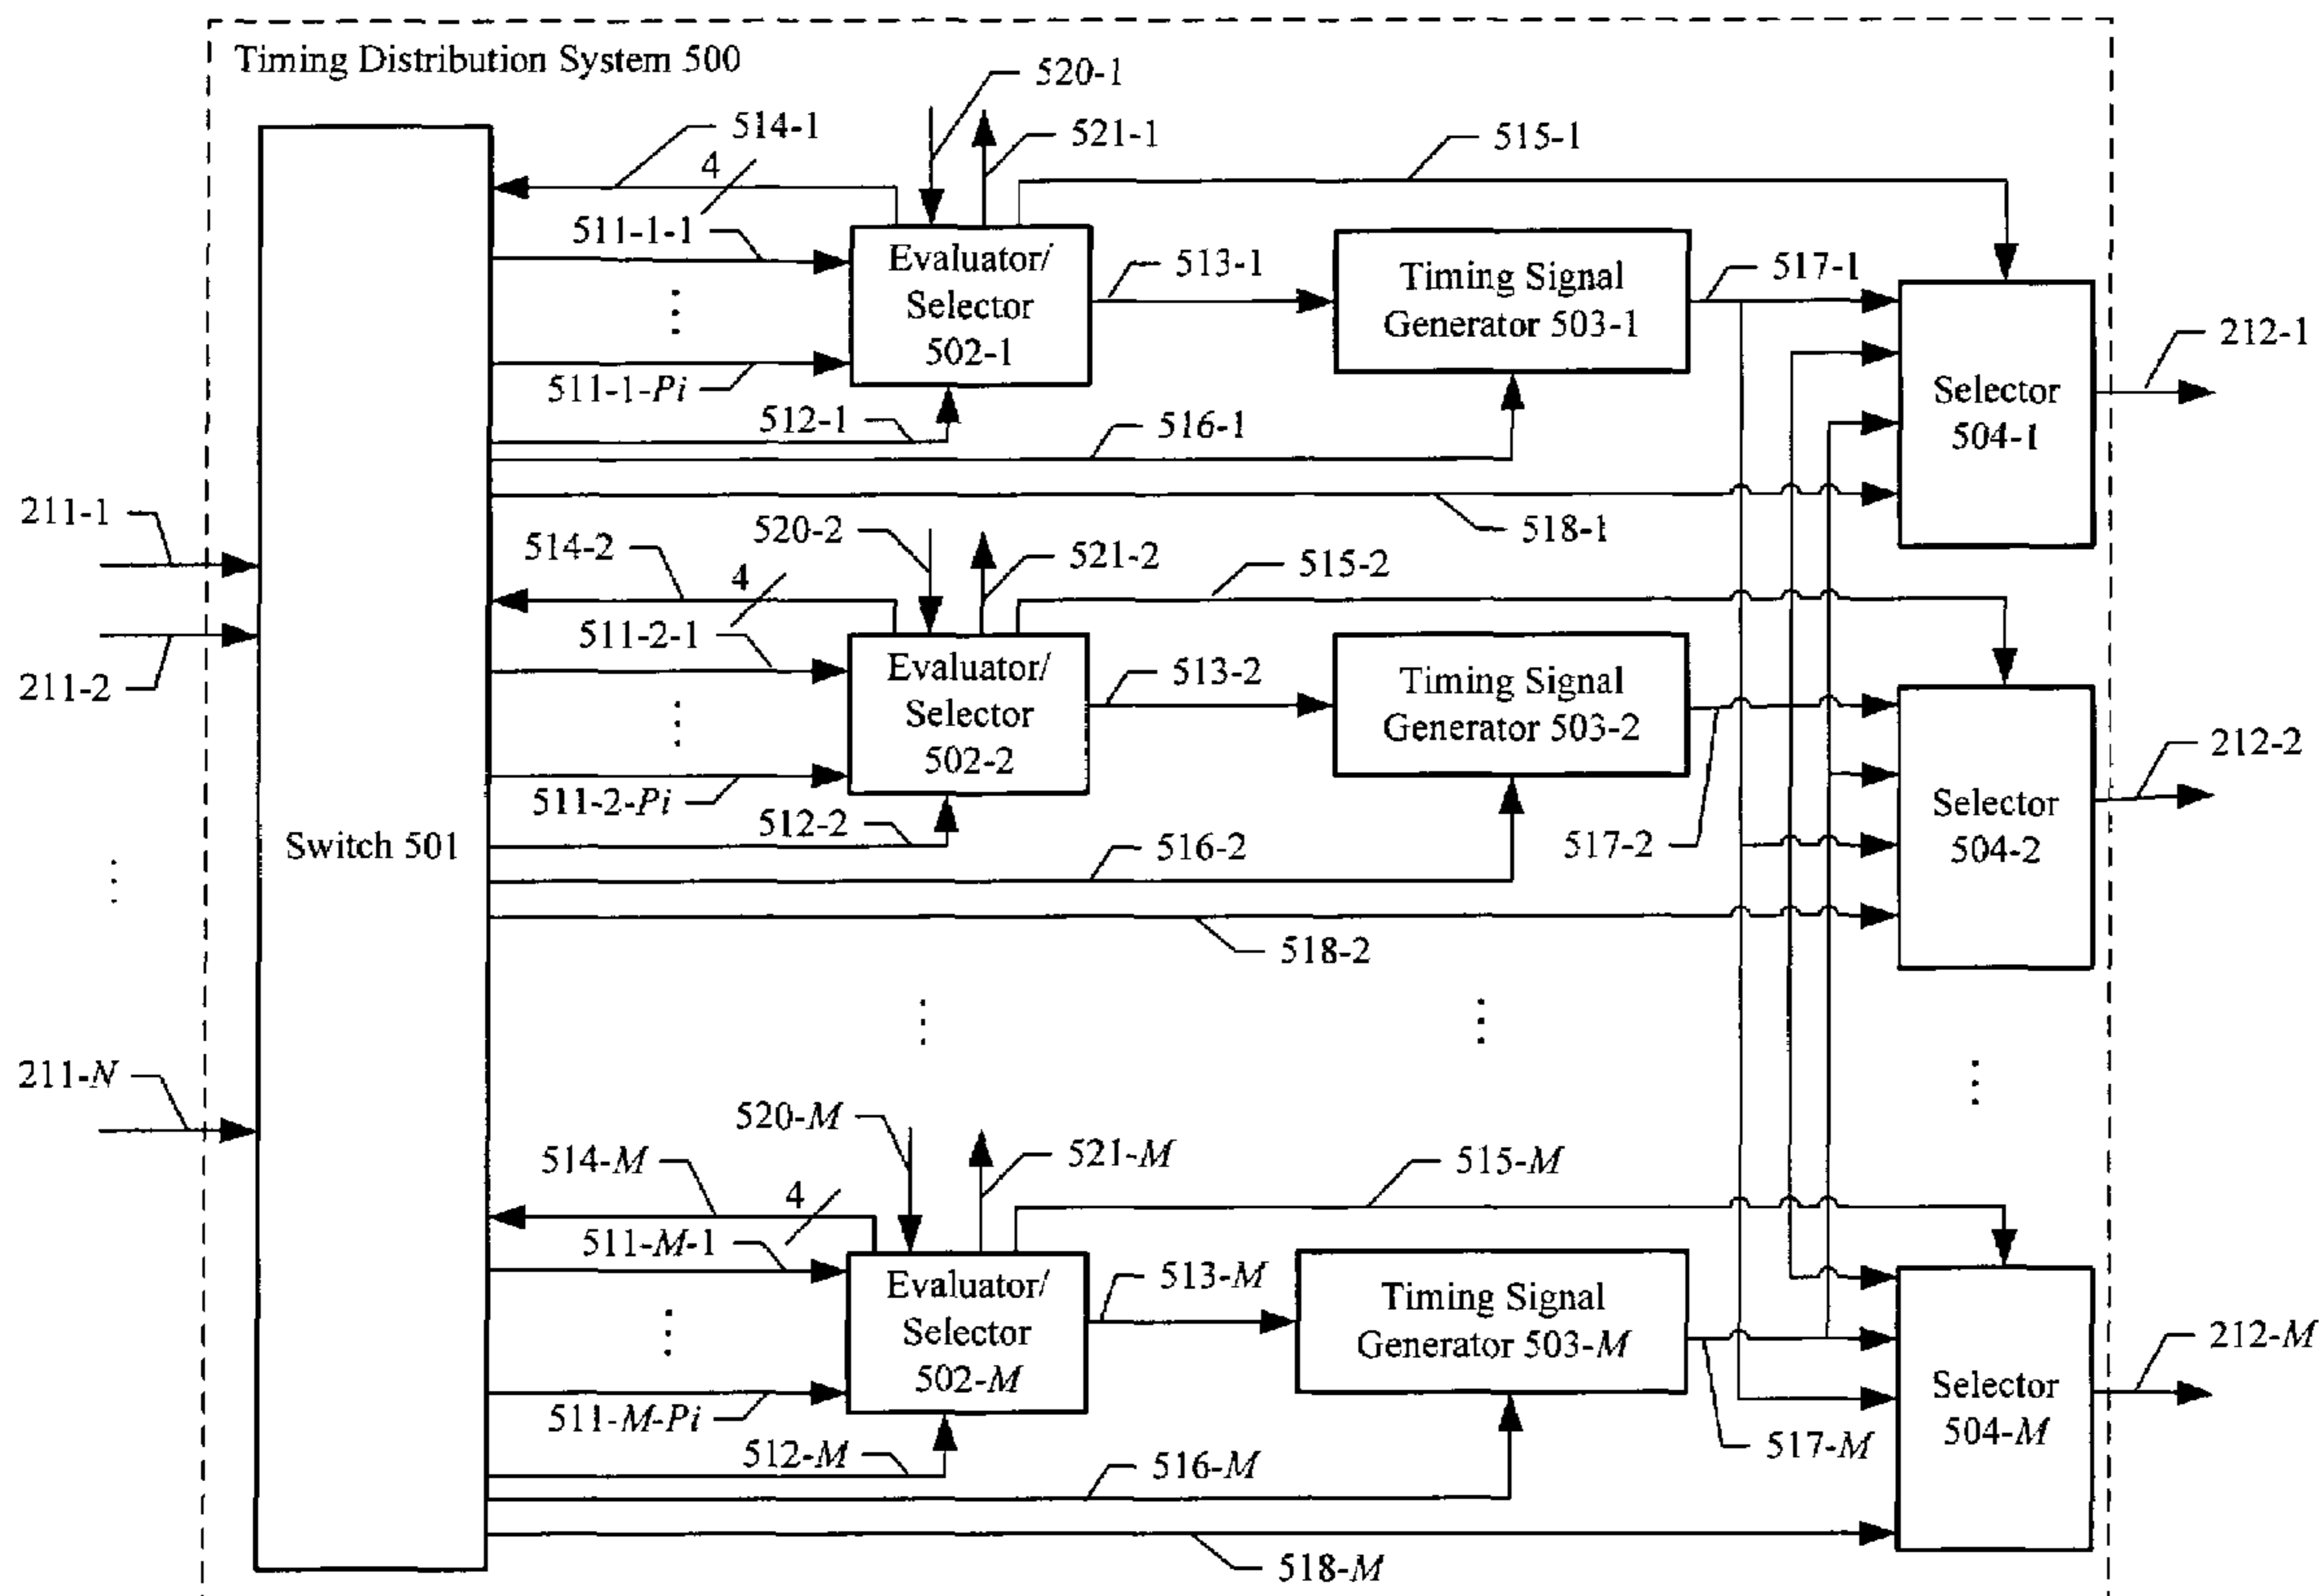 Timing Distribution System 500
520-1
514-1
521-1
515-1
4
511-1-1
Evaluator/
Selector
502-1
513-1
Timing Signal
Generator 503-1
517-1
212-1
511-1-Pi
Selector
504-1
512-1
516-1
211-1
518-1
514-2
520-2
521-2
515-2
4
511-2-1
211-2
Evaluator/
Selector
502-2
513-2
Timing Signal
Generator 503-2
212-2
511-2-Pi
Selector
504-2
512-2
Switch 501
516-2
517-2
518-2
211-N
520-M
514-M
521-M
515-M
4
511-M-1
Evaluator/
Selector
502-M
513-M
Timing Signal
Generator 503-M
212-M
511-M-Pi
Selector
504-M
512-M
516-M
517-M
518-M